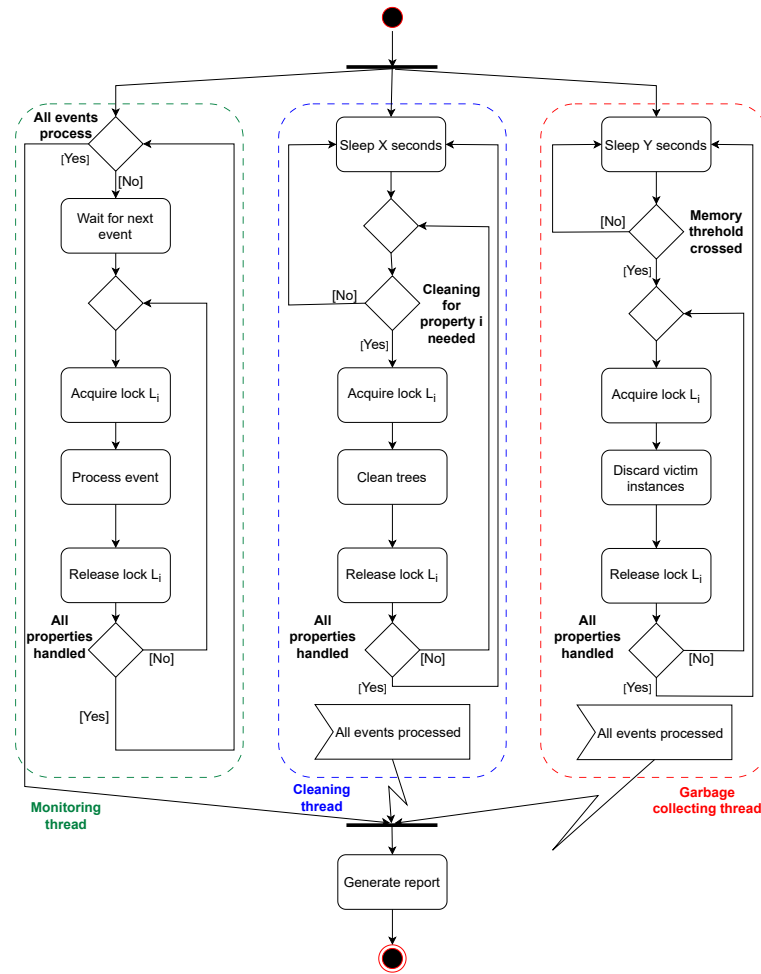 All events
process
[Yes]
[No]
Wait for next
event
Acquire lock Li
Process event
Release lock Li
All
properties
handled
[No]
[Yes]
Monitoring
thread
Sleep X seconds
[No]
Cleaning
for
property i
needed
[Yes]
Acquire lock Li
Clean trees
Release lock Li
All
properties
handled
[No]
[Yes]
All events processed
Cleaning
thread
Sleep Y seconds
[No]
Memory
threhold
crossed
[Yes]
Acquire lock Li
Discard victim
instances
Release lock Li
All
properties
handled
[No]
[Yes]
All events processed
Garbage
collecting thread
Generate report